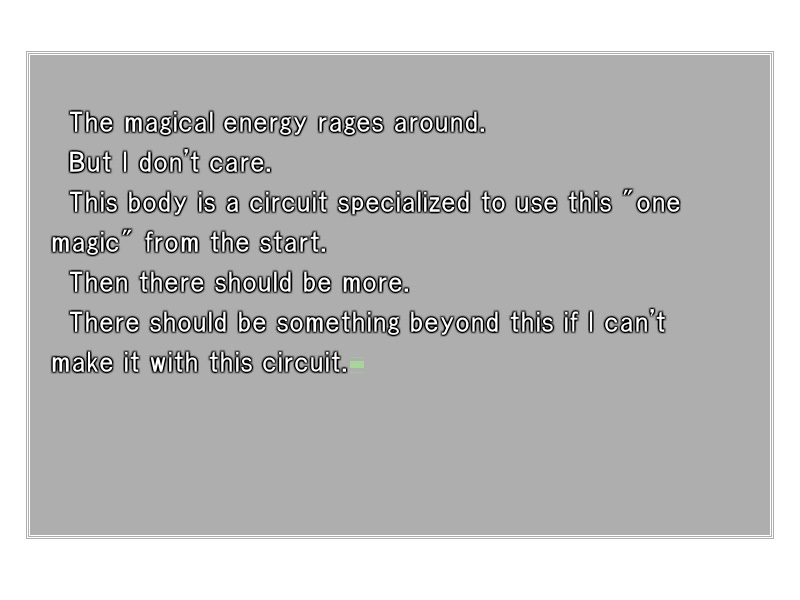 The magical energy rages around.
But I don't care.
This body is a circuit specialized to use this "one
magic" from the start.
Then there should be more.
There should be something beyond this if I can't
make it with this circuit.